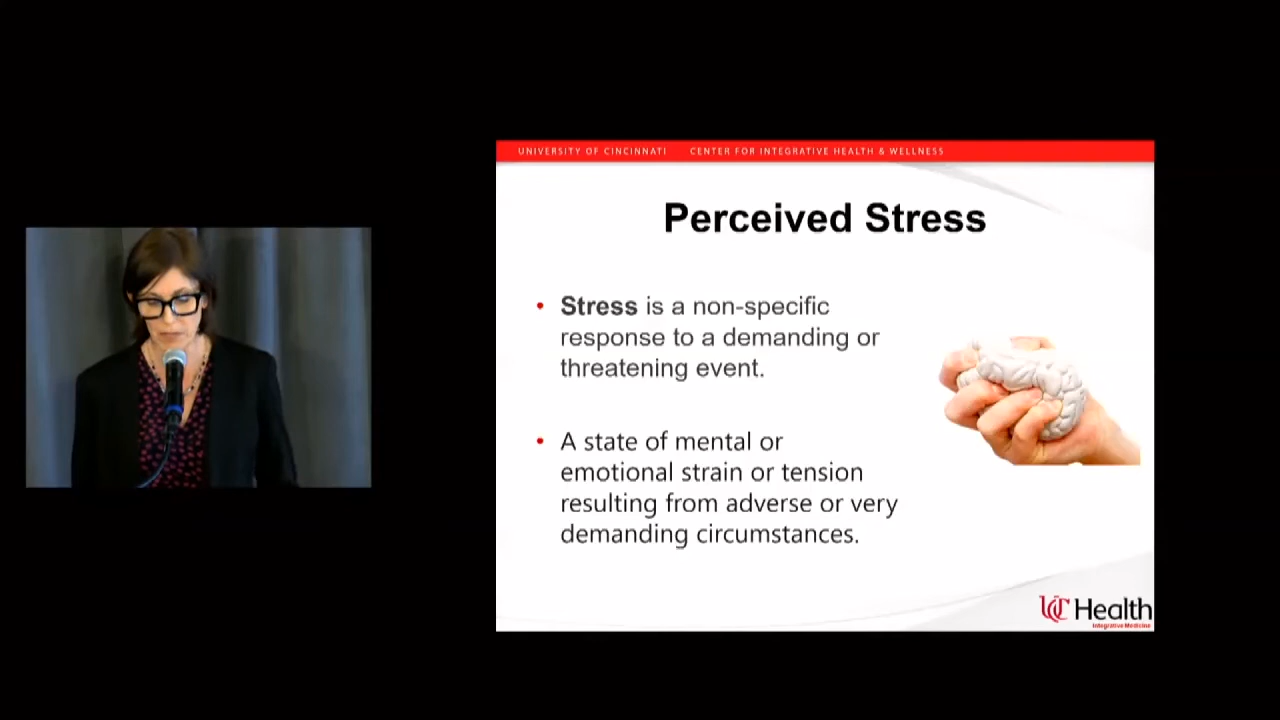 UNIVERSITY OF CINCINNATI CENTER FOR INTEGRATIVE HEALTH & WELLNESS
Perceived Stress
• Stress is a non-specific
response to a demanding or
threatening event.
• A state of mental or
emotional strain or tension
resulting from adverse or very
demanding circumstances.
UC Health
Integrative Medicine